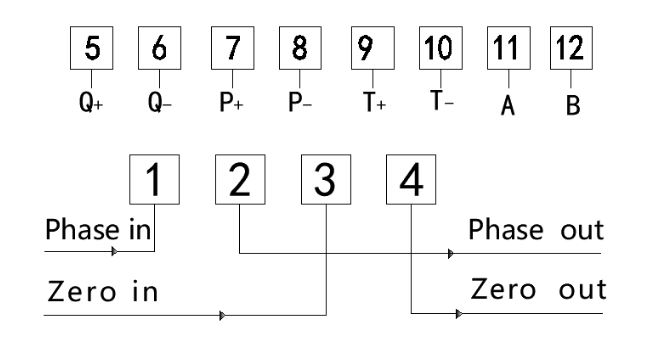 5 6 7 8 9 10 11 12
Q+ Q- P+ P- T+ T- A B
1 2 3 4
Phase in Phase out
Zero in Zero out